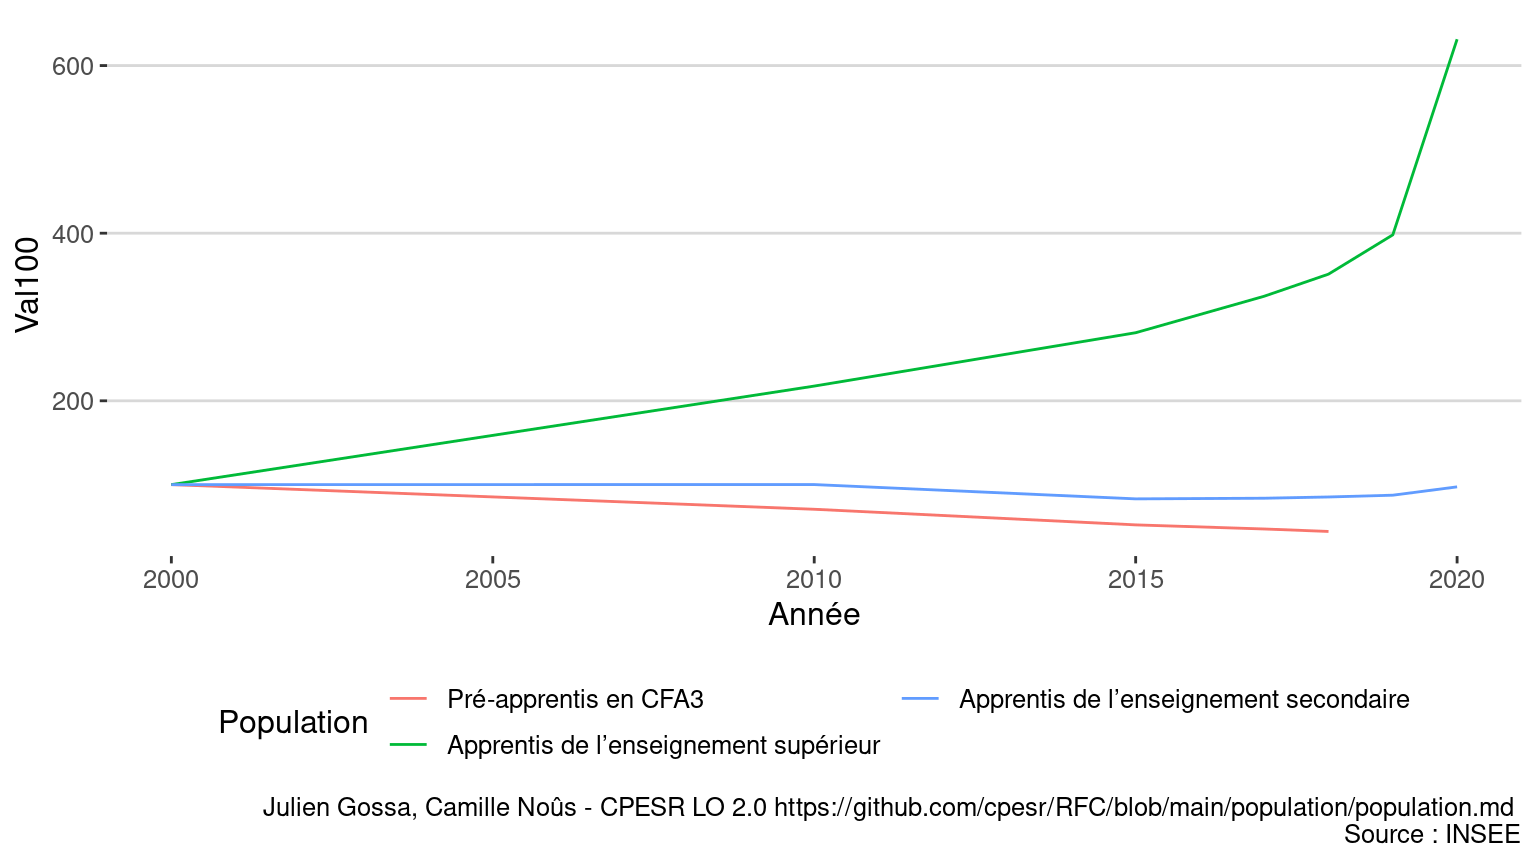 600
400
200
Val100
2000 2005 2010 2015 2020
Année
Population
Pré-apprentis en CFA3
Apprentis de l’enseignement supérieur
Apprentis de l’enseignement secondaire
Julien Gossa, Camille Noûs - CPESR LO 2.0 https://github.com/cpesr/RFC/blob/main/population/population.md
Source : INSEE